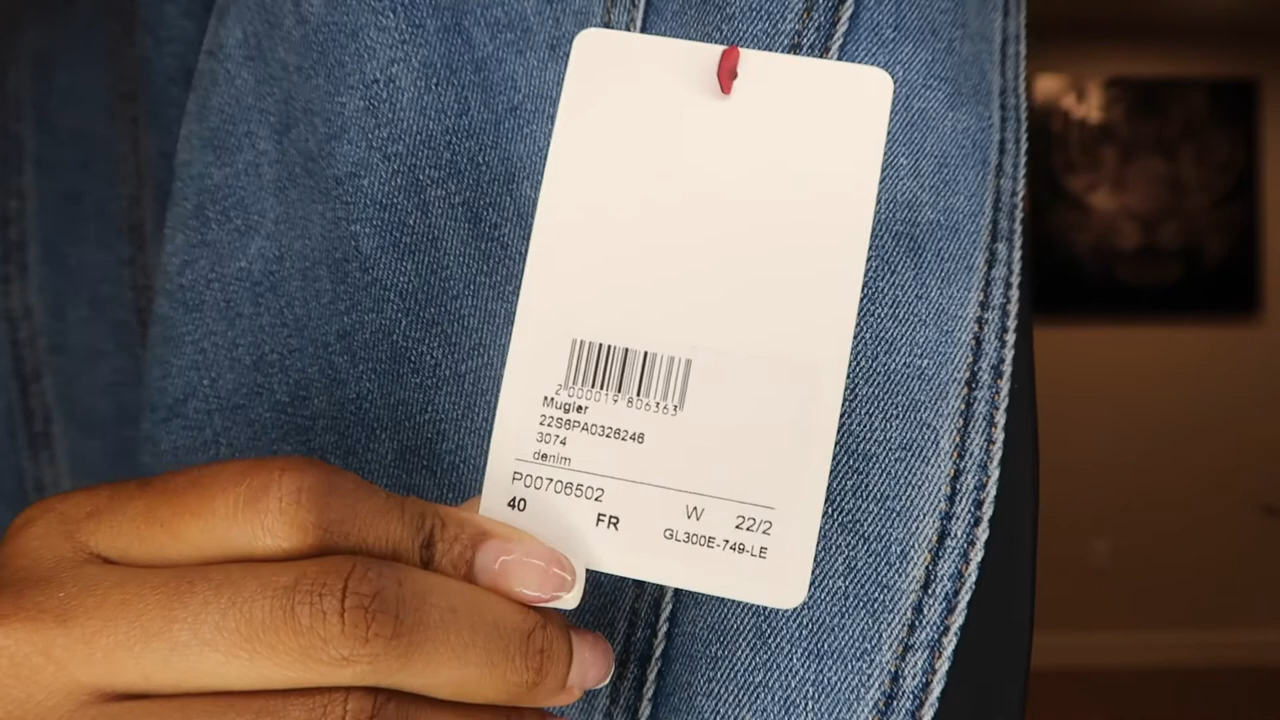 2 000019 806363
Mugler
22S6PA0326246
3074
denim
P00706502
40 FR W 22/2
GL300E-749-LE